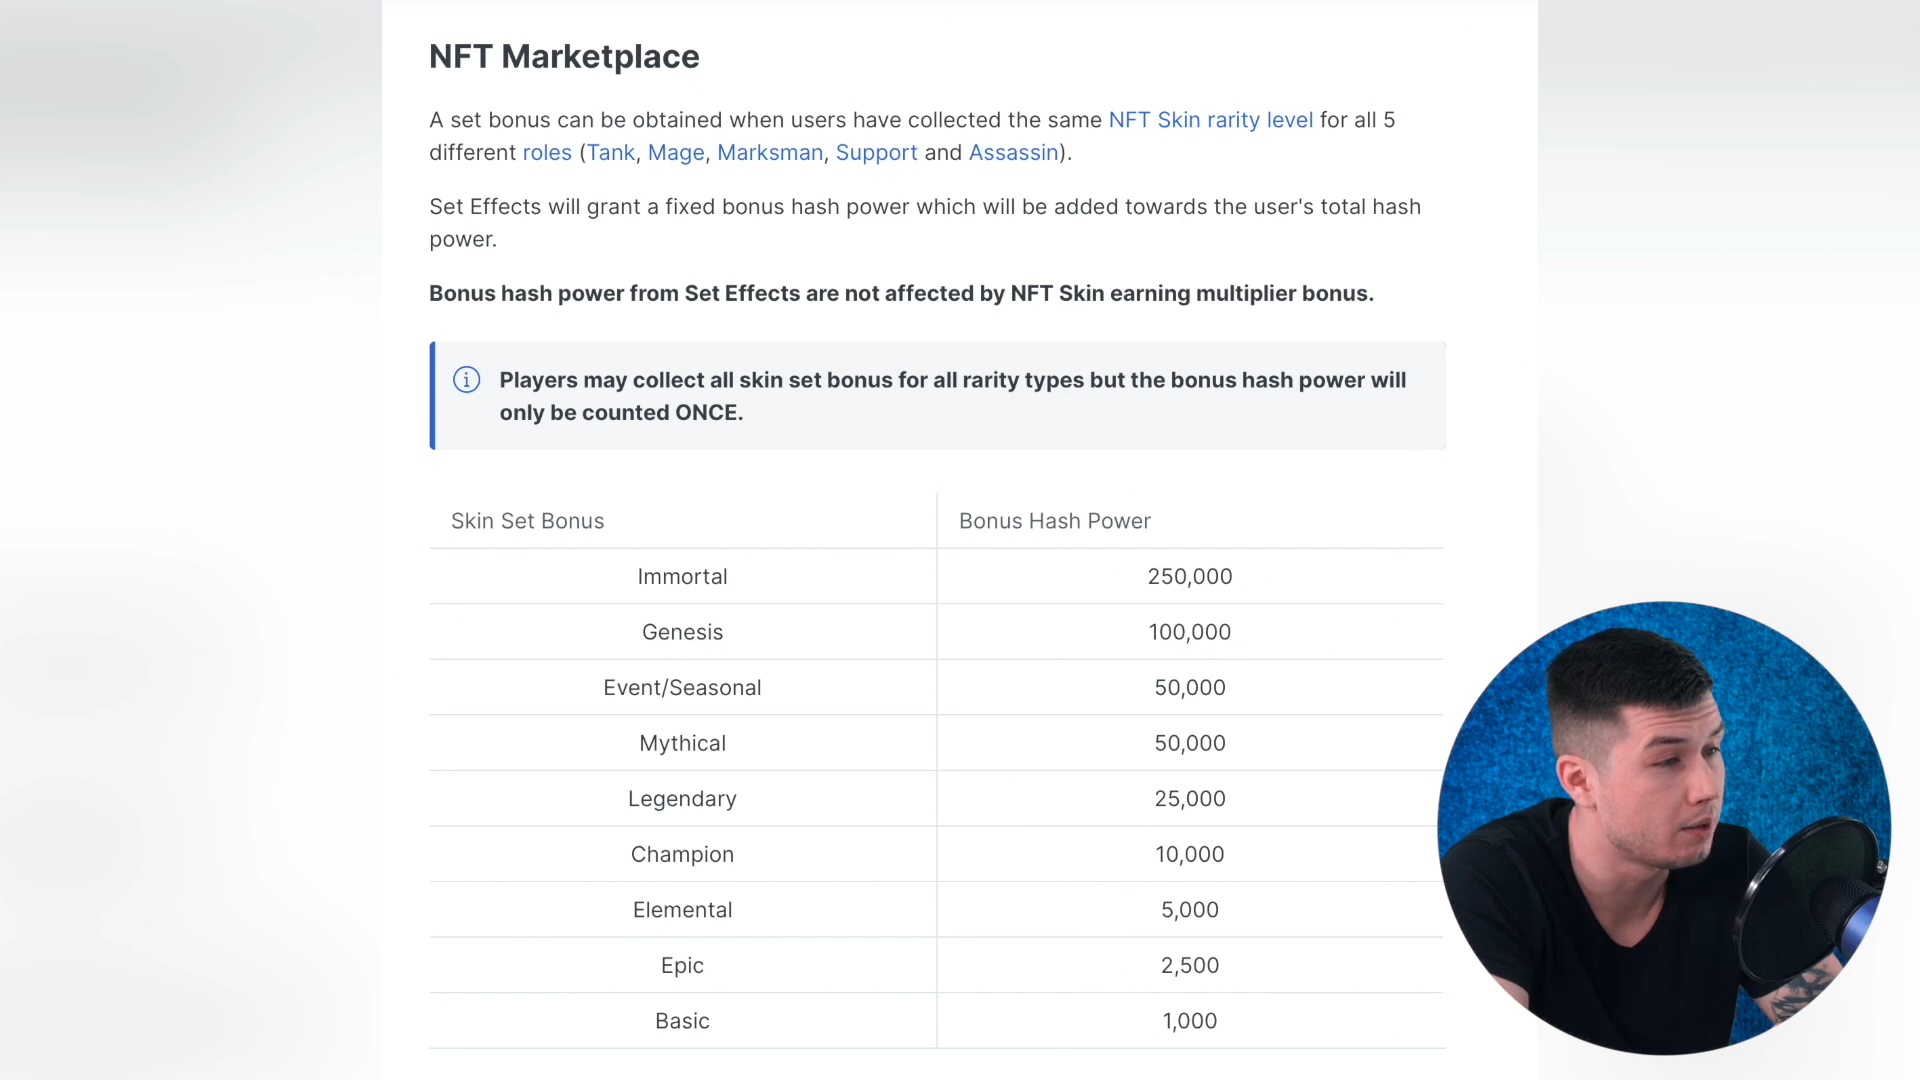 NFT Marketplace
A set bonus can be obtained when users have collected the same NFT Skin rarity level for all 5
different roles (Tank, Mage, Marksman, Support and Assassin).
Set Effects will grant a fixed bonus hash power which will be added towards the user's total hash
power.
Bonus hash power from Set Effects are not affected by NFT Skin earning multiplier bonus.
Players may collect all skin set bonus for all rarity types but the bonus hash power will
only be counted ONCE.
Skin Set Bonus Bonus Hash Power
Immortal 250,000
Genesis 100,000
Event/Seasonal 50,000
Mythical 50,000
Legendary 25,000
Champion 10,000
Elemental 5,000
Epic 2,500
Basic 1,000